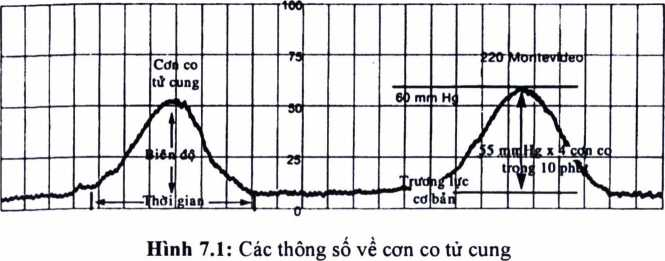 100
75
50
25
0
Cơn co
tử cung
Biên độ
Thời gian
220 Montevideo
60 mm Hg
55 mm Hg x 4 cơn co
trong 10 phút
Trương lực
cơ bản
Hình 7.1: Các thông số về cơn co tử cung